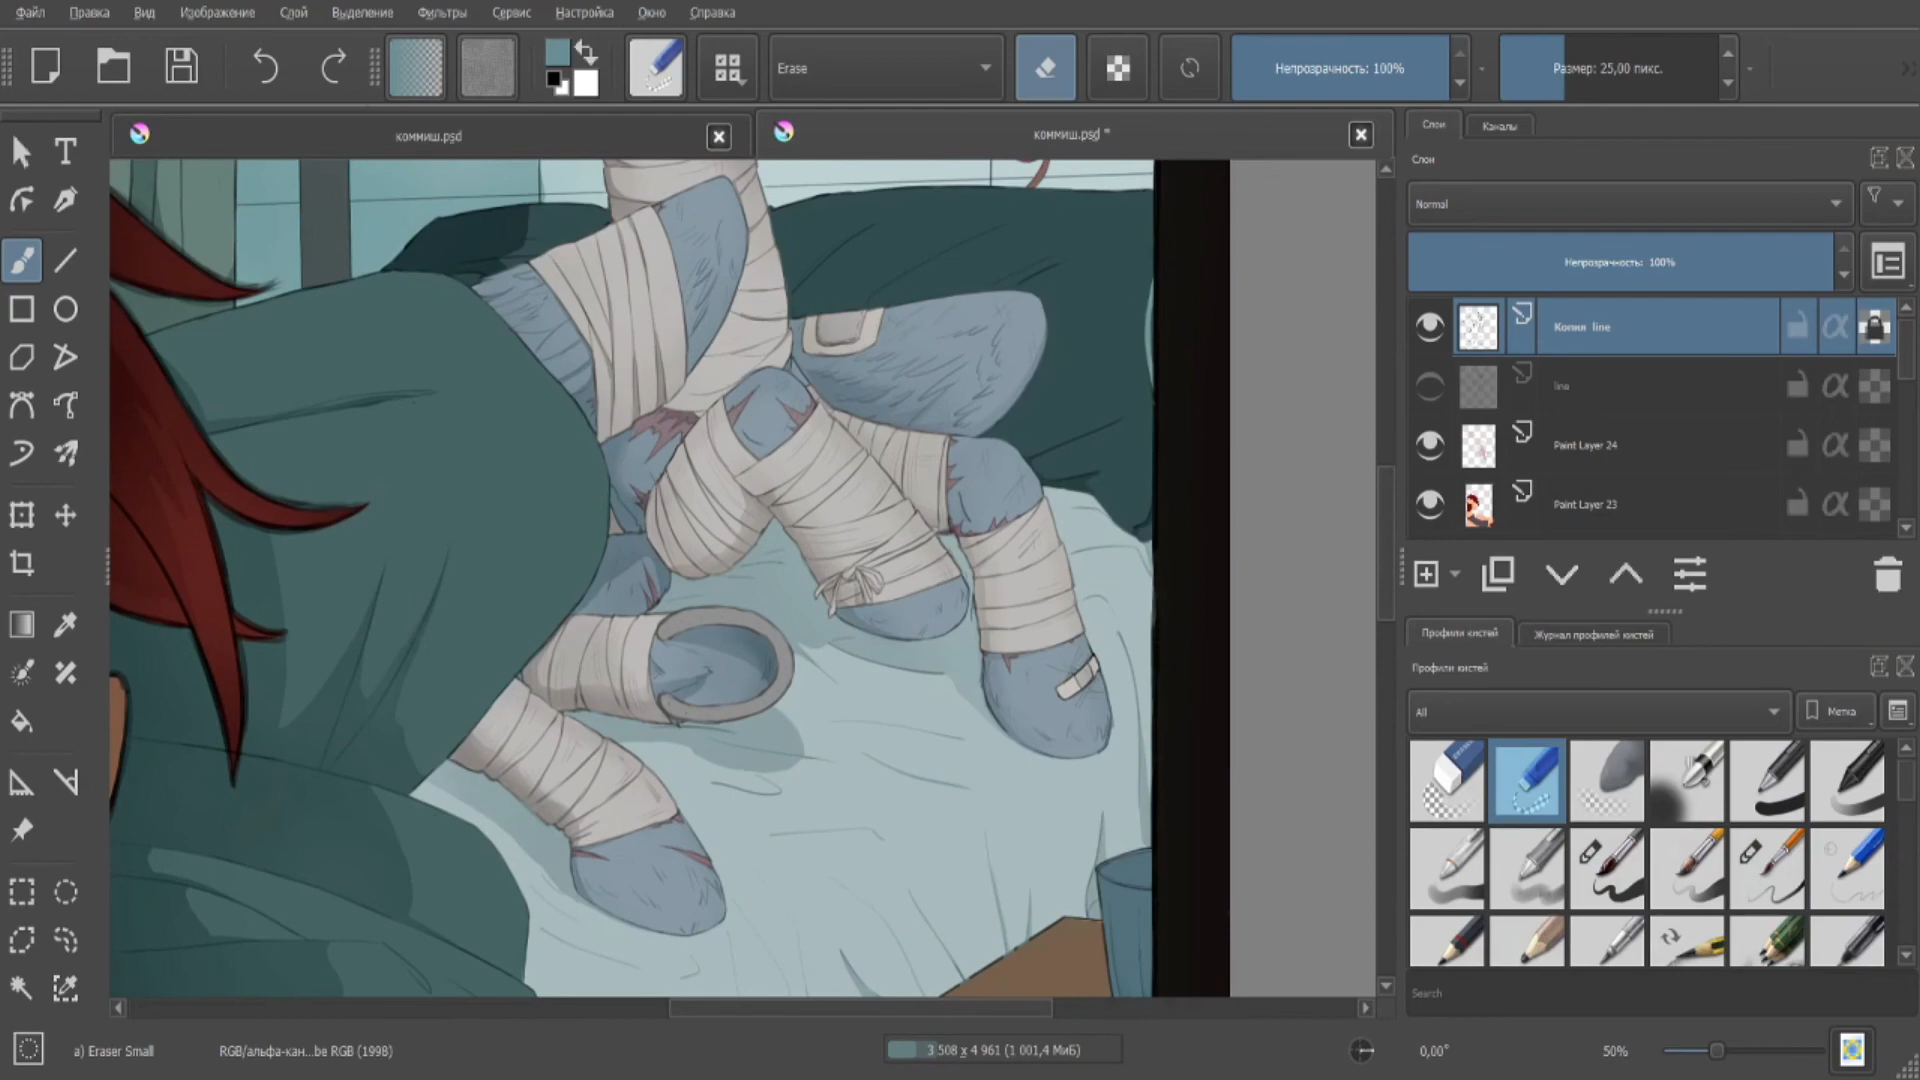 Файл Правка Вид Изображение Слой Выделение Фильтры Сервис Настройка Окно Справка
Erase
Непрозрачность: 100%
Размер: 25,00 пикс.
коммиш.psd
коммиш.psd *
Слои Каналы
Слои
Normal
Непрозрачность: 100%
Копия line
line
Paint Layer 24
Paint Layer 23
Профили кистей Журнал профилей кистей
Профили кистей
All
Метка
Search
a) Eraser Small
RGB/альфа-кан...be RGB (1998)
3 508 x 4 961 (1 001,4 МиБ)
0,00°
50%